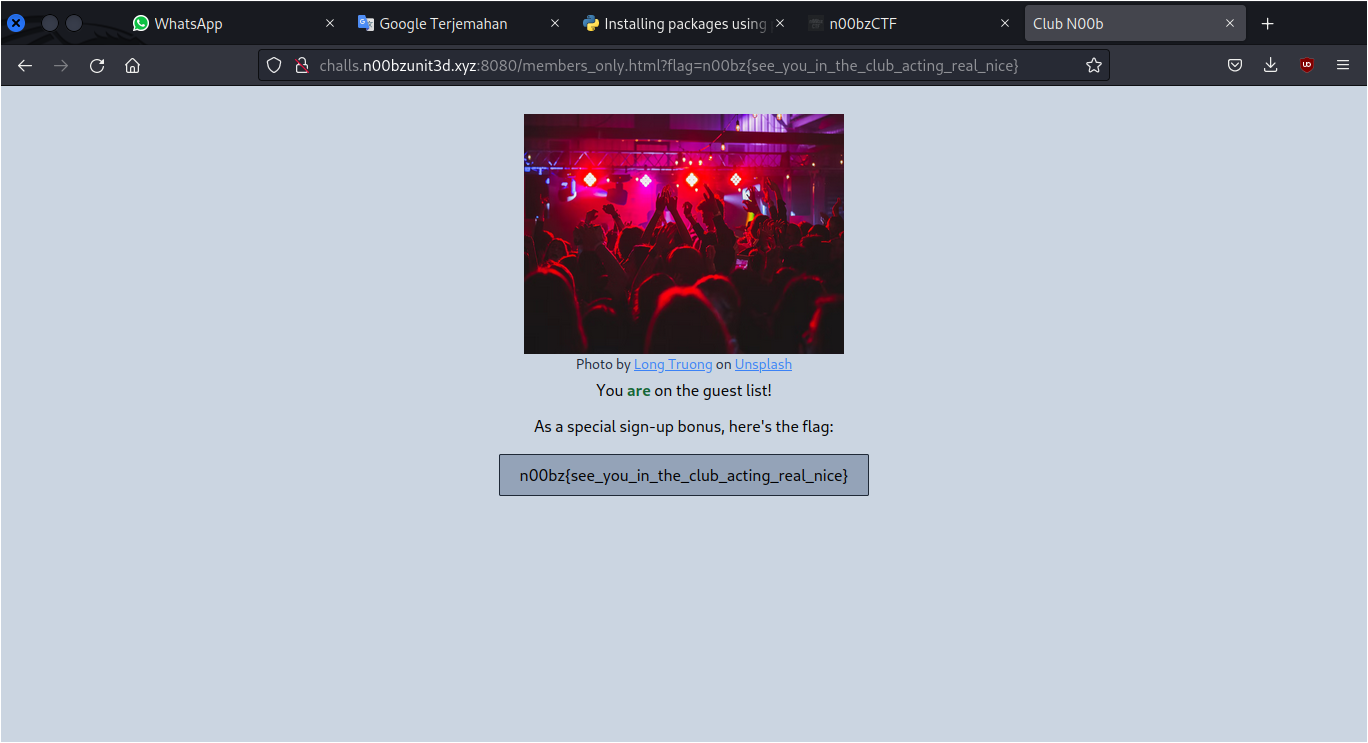 WhatsApp
Google Terjemahan
Installing packages using
n00bzCTF
Club N00b
challs.n00bzunit3d.xyz:8080/members_only.html?flag=n00bz{see_you_in_the_club_acting_real_nice}
Photo by Long Truong on Unsplash
You are on the guest list!
As a special sign-up bonus, here's the flag:
n00bz{see_you_in_the_club_acting_real_nice}